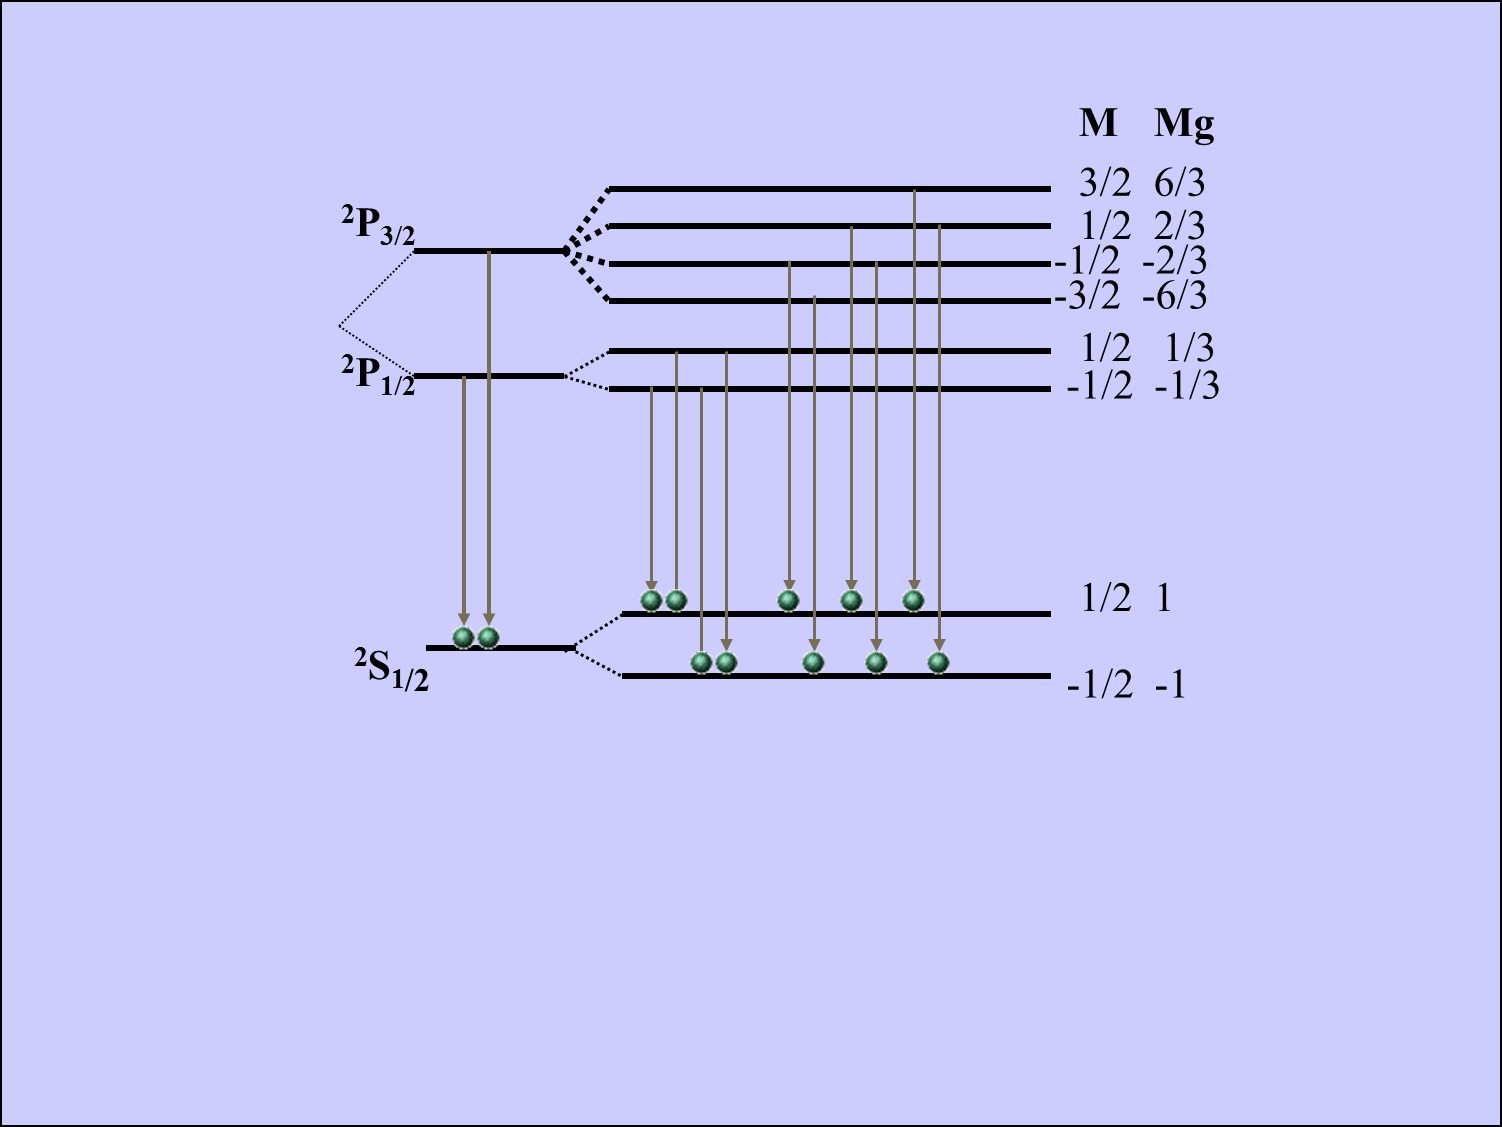 M Mg
3/2 6/3
²P₃/₂
1/2 2/3
-1/2 -2/3
-3/2 -6/3
1/2 1/3
²P₁/₂
-1/2 -1/3
1/2 1
²S₁/₂
-1/2 -1